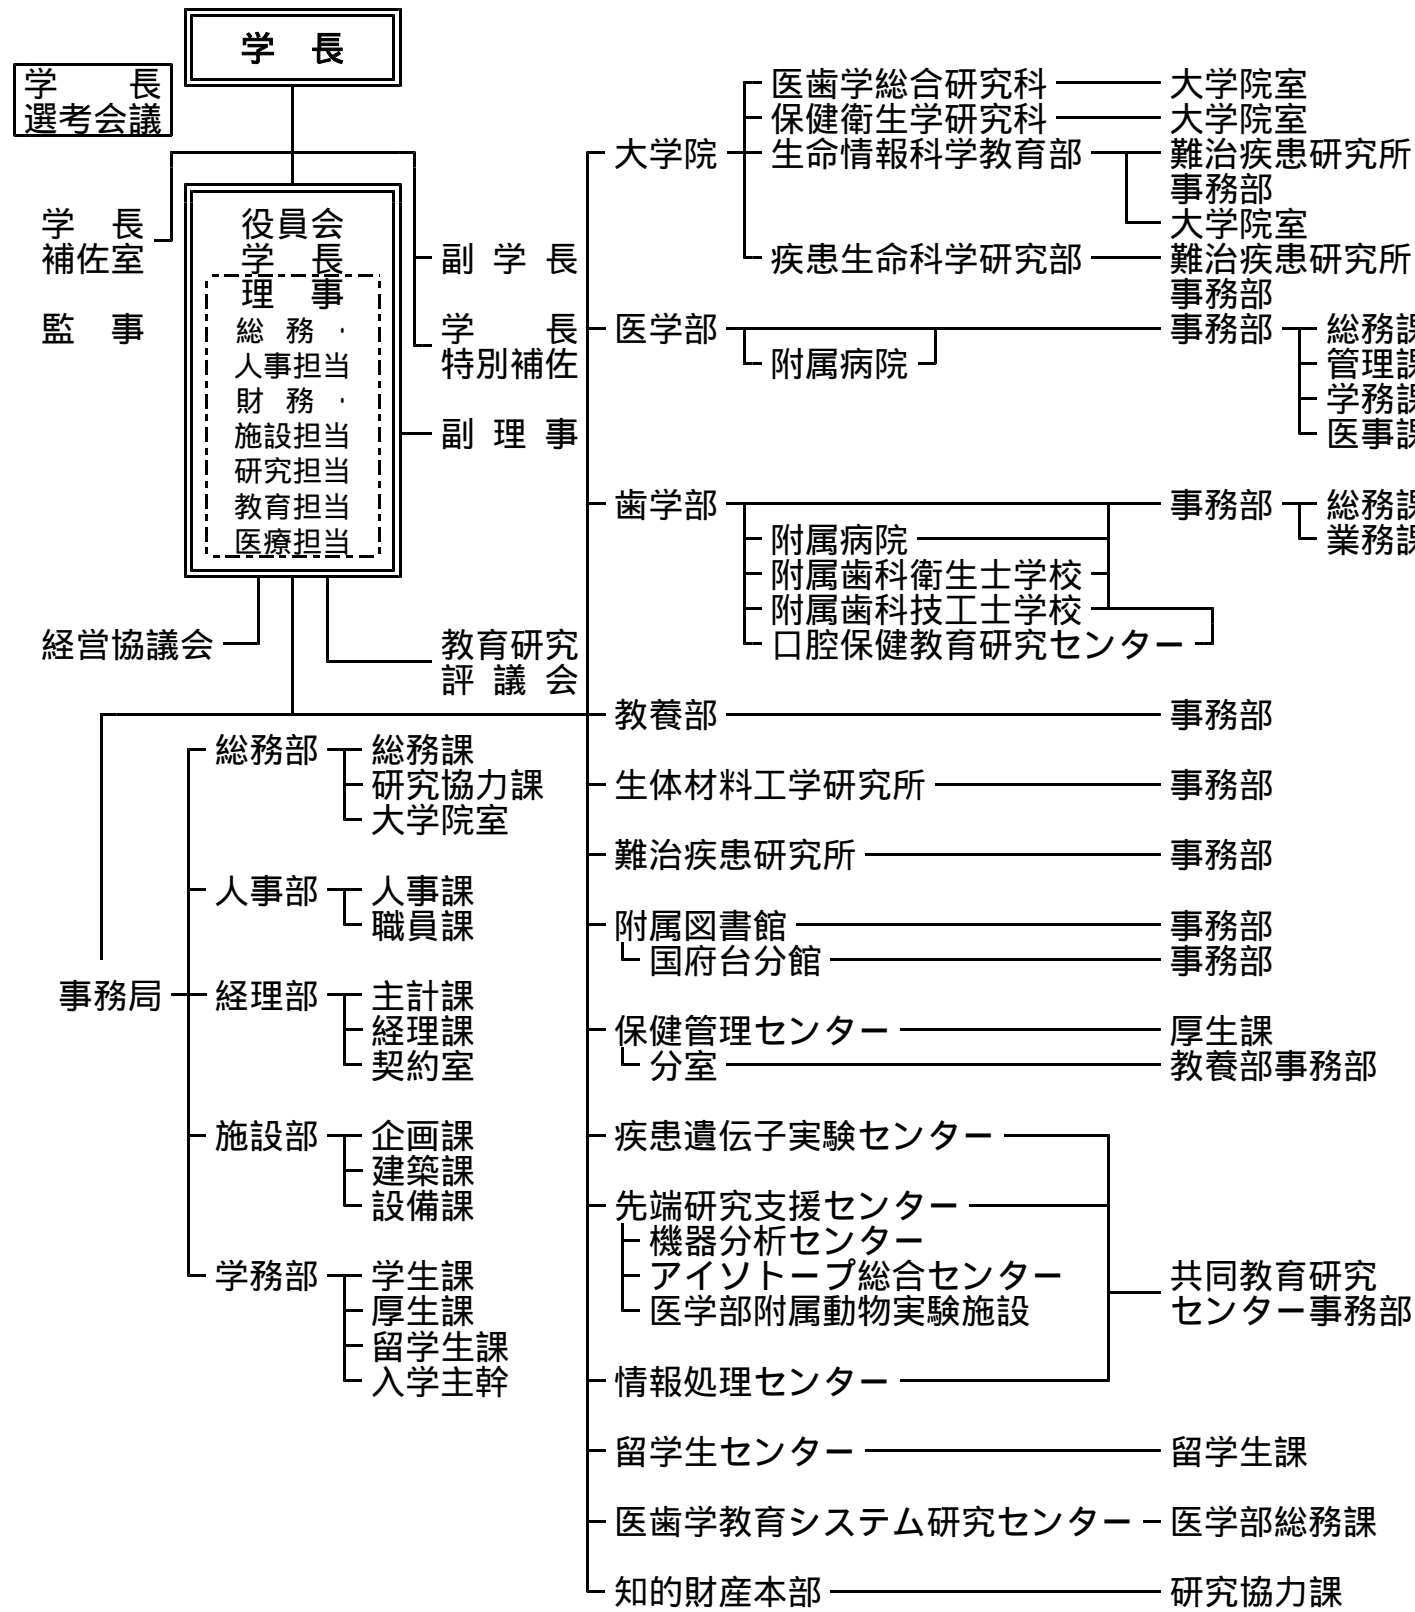 学　長
学　　長
選考会議
学　長
補佐室
監　事
役員会
学　長
理　事
総 務・
人事担当
財 務・
施設担当
研究担当
教育担当
医療担当
副 学 長
学　　長
特別補佐
副 理 事
経営協議会
教育研究
評 議 会
事務局
総務部
総務課
研究協力課
大学院室
人事部
人事課
職員課
経理部
主計課
経理課
契約室
施設部
企画課
建築課
設備課
学務部
学生課
厚生課
留学生課
入学主幹
大学院
医歯学総合研究科
大学院室
保健衛生学研究科
大学院室
生命情報科学教育部
難治疾患研究所
事務部
大学院室
疾患生命科学研究部
難治疾患研究所
事務部
医学部
附属病院
事務部
総務課
管理課
学務課
医事課
歯学部
附属病院
附属歯科衛生士学校
附属歯科技工士学校
口腔保健教育研究センター
事務部
総務課
業務課
教養部
事務部
生体材料工学研究所
事務部
難治疾患研究所
事務部
附属図書館
事務部
国府台分館
事務部
保健管理センター
厚生課
分室
教養部事務部
疾患遺伝子実験センター
先端研究支援センター
機器分析センター
アイソトープ総合センター
医学部附属動物実験施設
情報処理センター
共同教育研究
センター事務部
留学生センター
留学生課
医歯学教育システム研究センター
医学部総務課
知的財産本部
研究協力課